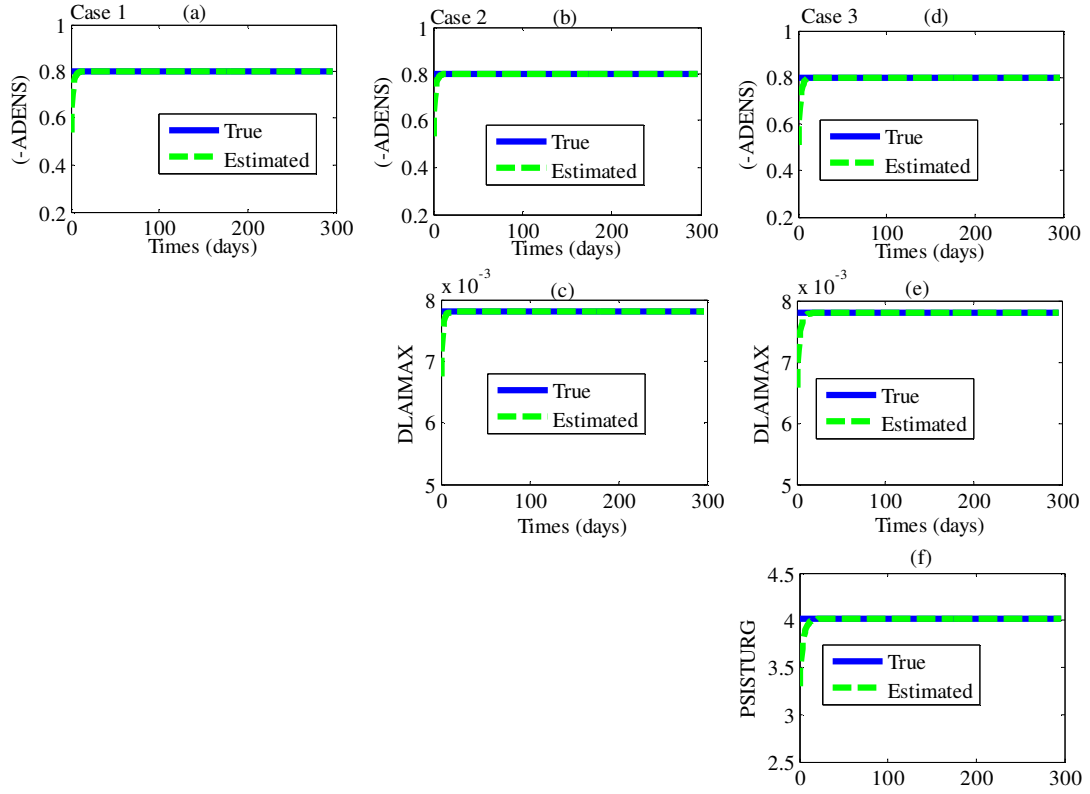 Case 1 (a)
1
0.8
0.6
0.4
0.2
(-ADENS)
True
Estimated
0 100 200 300
Times (days)
Case 2 (b)
1
0.8
0.6
0.4
0.2
(-ADENS)
True
Estimated
0 100 200 300
Times (days)
Case 3 (d)
1
0.8
0.6
0.4
0.2
(-ADENS)
True
Estimated
0 100 200 300
Times (days)
x 10⁻³ (c)
8
7
6
5
DLAIMAX
True
Estimated
0 100 200 300
Times (days)
x 10⁻³ (e)
8
7
6
5
DLAIMAX
True
Estimated
0 100 200 300
Times (days)
(f)
4.5
4
3.5
3
2.5
PSISTURG
True
Estimated
0 100 200 300